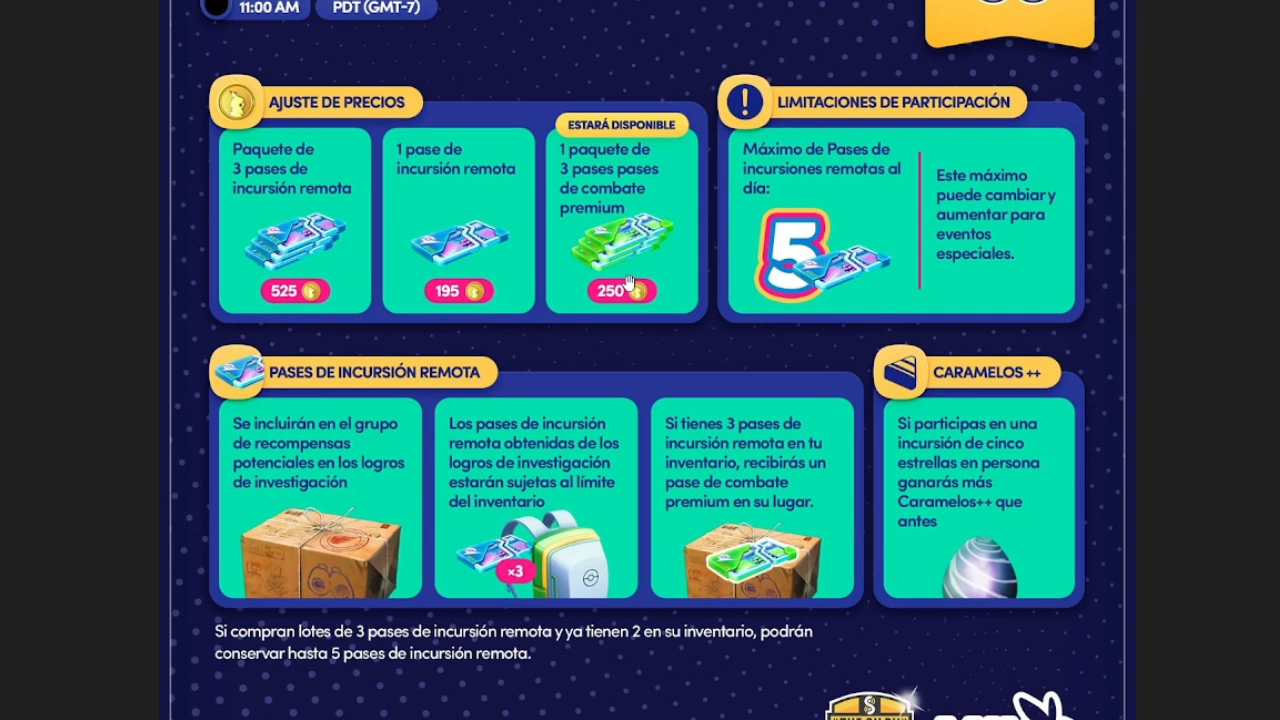 11:00 AM
PDT (GMT-7)
AJUSTE DE PRECIOS
Paquete de
3 pases de
incursión remota
525
1 pase de
incursión remota
195
ESTARÁ DISPONIBLE
1 paquete de
3 pases pases
de combate
premium
250
LIMITACIONES DE PARTICIPACIÓN
Máximo de Pases de
incursiones remotas al
día:
5
Este máximo
puede cambiar y
aumentar para
eventos
especiales.
PASES DE INCURSIÓN REMOTA
Se incluirán en el grupo
de recompensas
potenciales en los logros
de investigación
Los pases de incursión
remota obtenidas de los
logros de investigación
estarán sujetas al límite
del inventario
×3
Si tienes 3 pases de
incursión remota en tu
inventario, recibirás un
pase de combate
premium en su lugar.
CARAMELOS ++
Si participas en una
incursión de cinco
estrellas en persona
ganarás más
Caramelos++ que
antes
Si compran lotes de 3 pases de incursión remota y ya tienen 2 en su inventario, podrán
conservar hasta 5 pases de incursión remota.